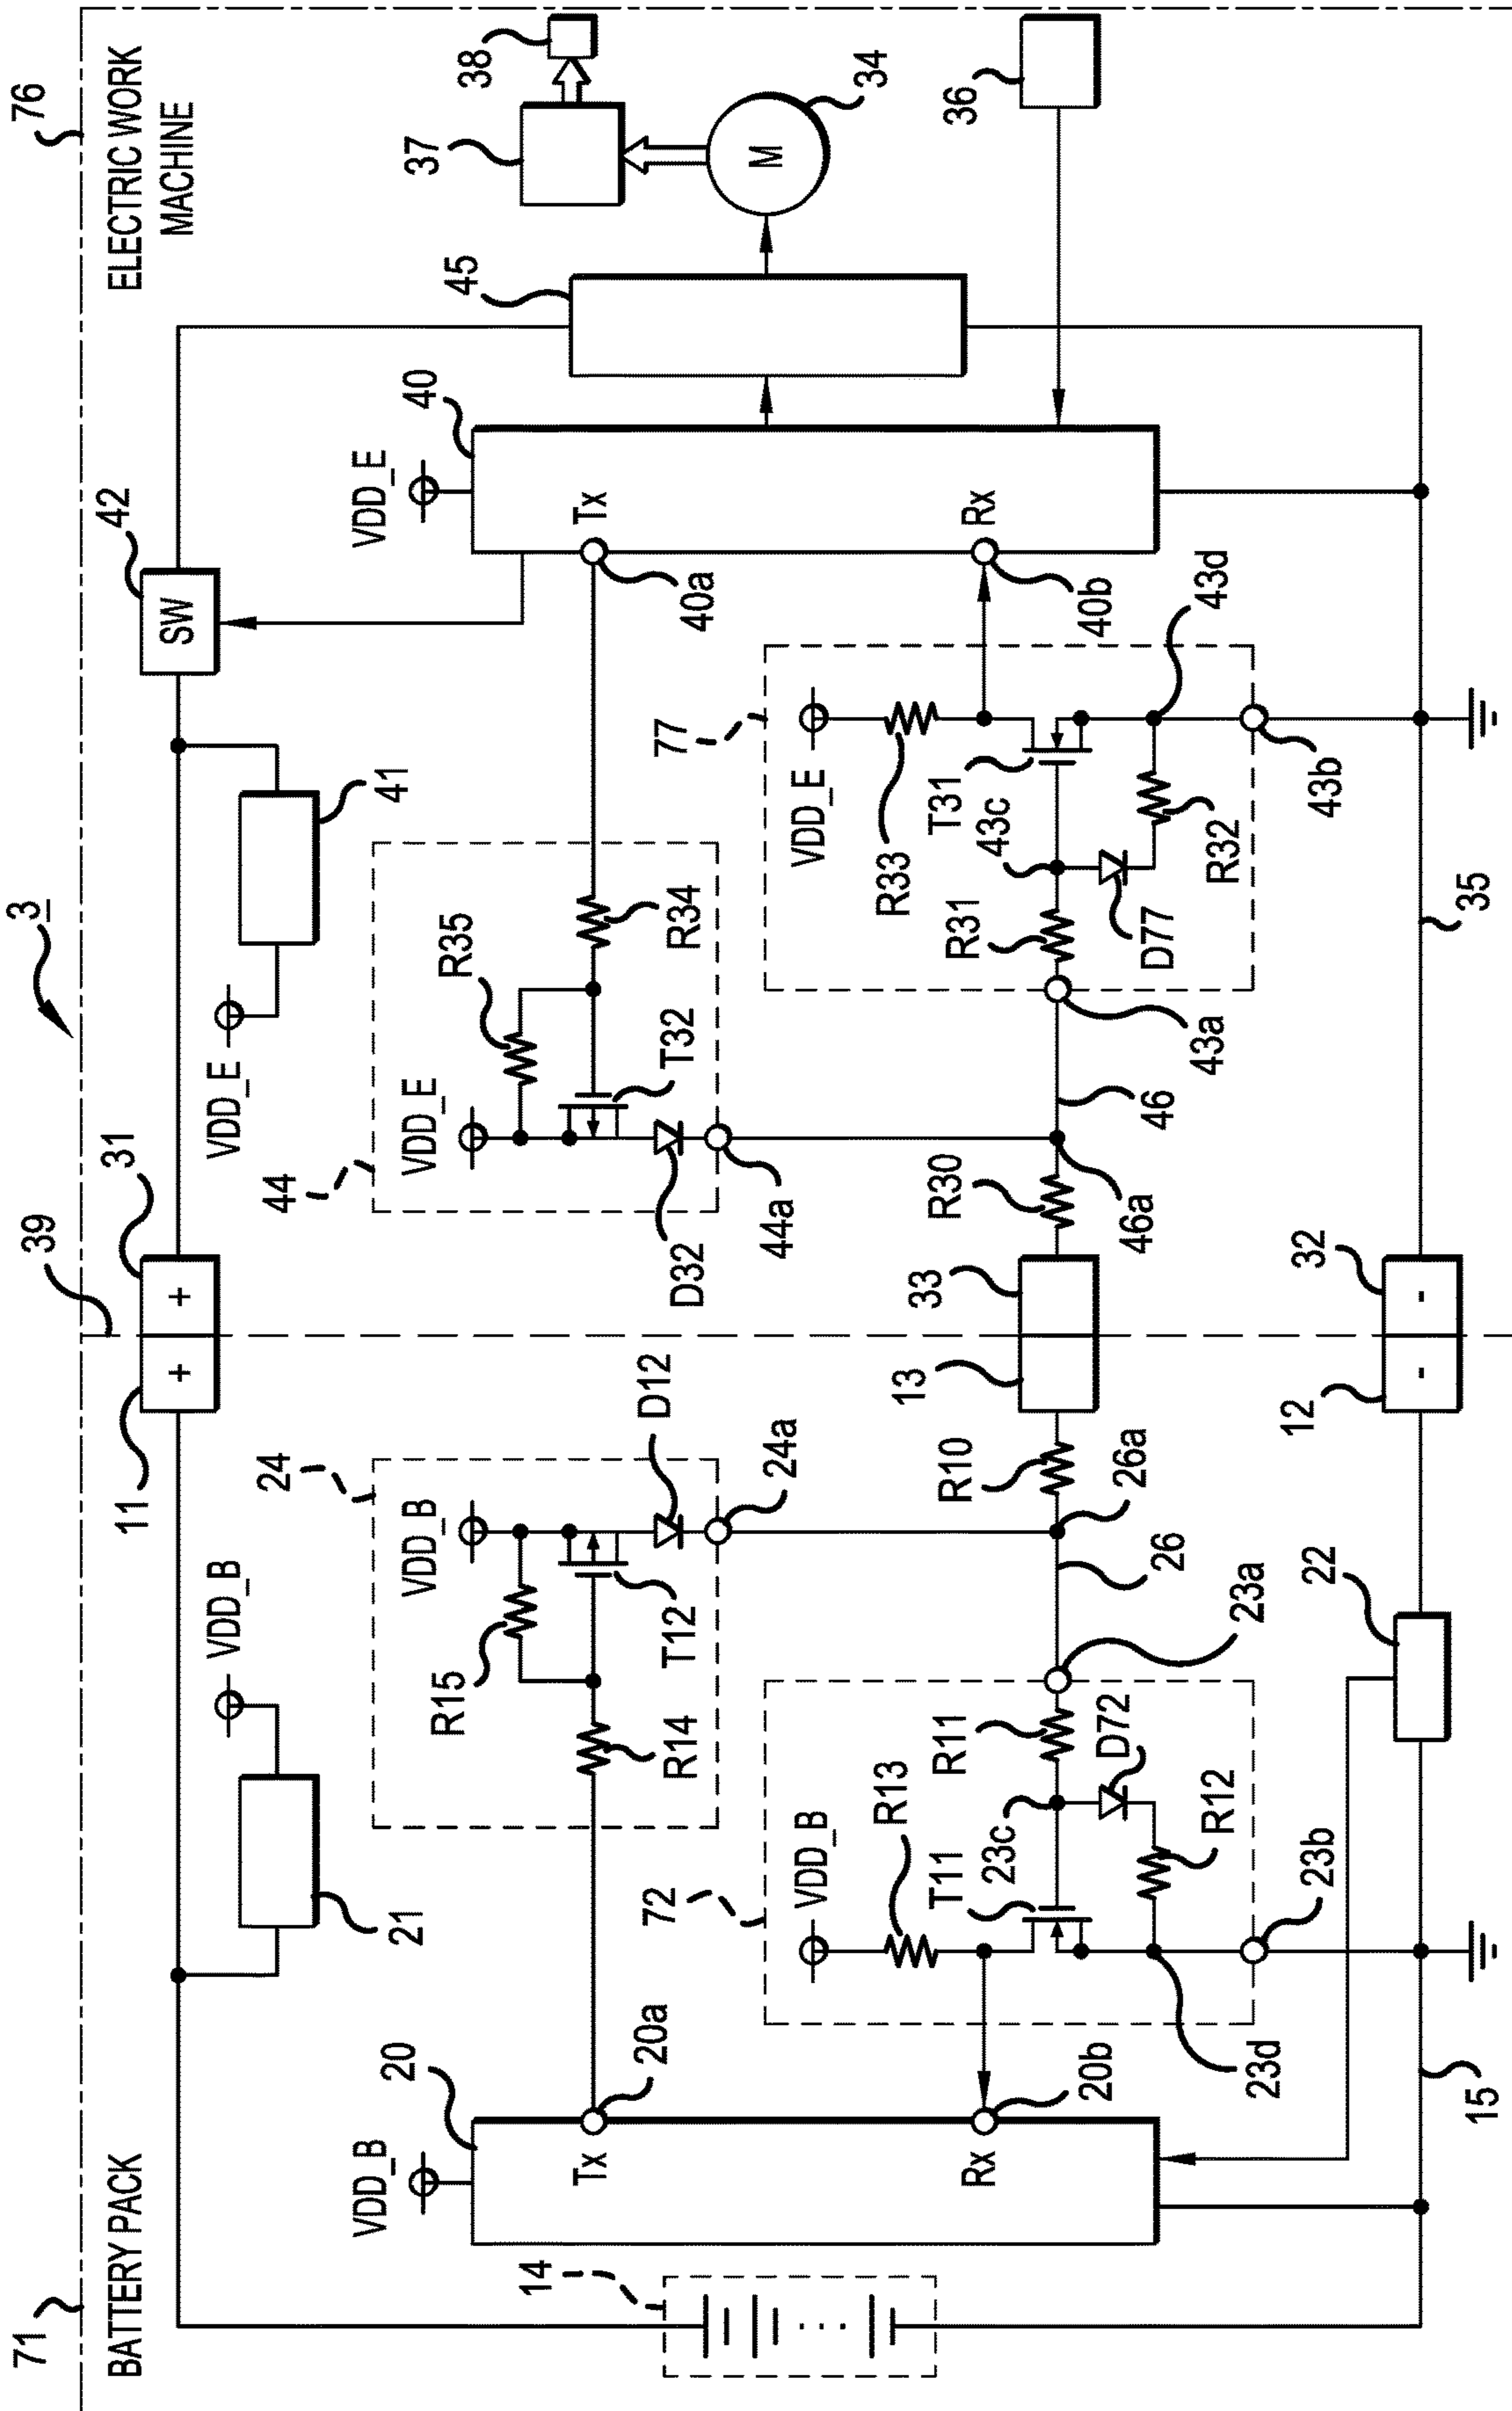 3
71
BATTERY PACK
76
ELECTRIC WORK
MACHINE
39
11
+
+
31
SW
42
21
VDD_B
VDD_E
41
24
VDD_B
R15
T12
D12
R14
24a
44
VDD_E
R35
T32
D32
R34
44a
20
VDD_B
Tx
20a
Rx
20b
40
VDD_E
Tx
40a
Rx
40b
45
37
38
M
34
36
14
72
VDD_B
R13
T11
23c
R11
D72
R12
23a
23b
23d
26
26a
R10
13
33
R30
46a
46
43a
77
VDD_E
R33
T31
43c
R31
D77
R32
43b
43d
15
22
12
-
-
32
35